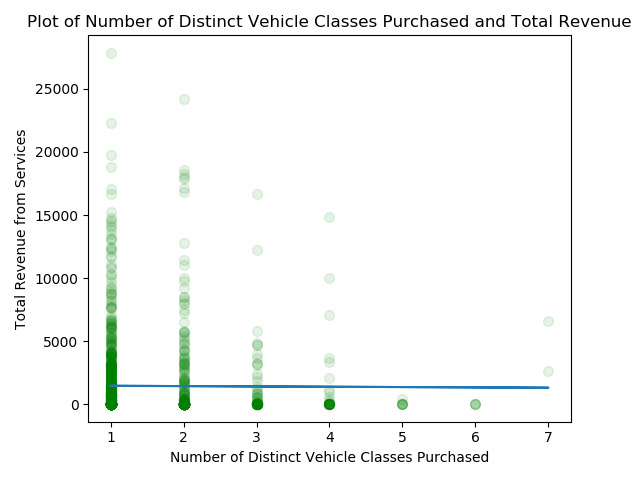 Plot of Number of Distinct Vehicle Classes Purchased and Total Revenue
25000
20000
15000
10000
5000
0
Total Revenue from Services
1 2 3 4 5 6 7
Number of Distinct Vehicle Classes Purchased